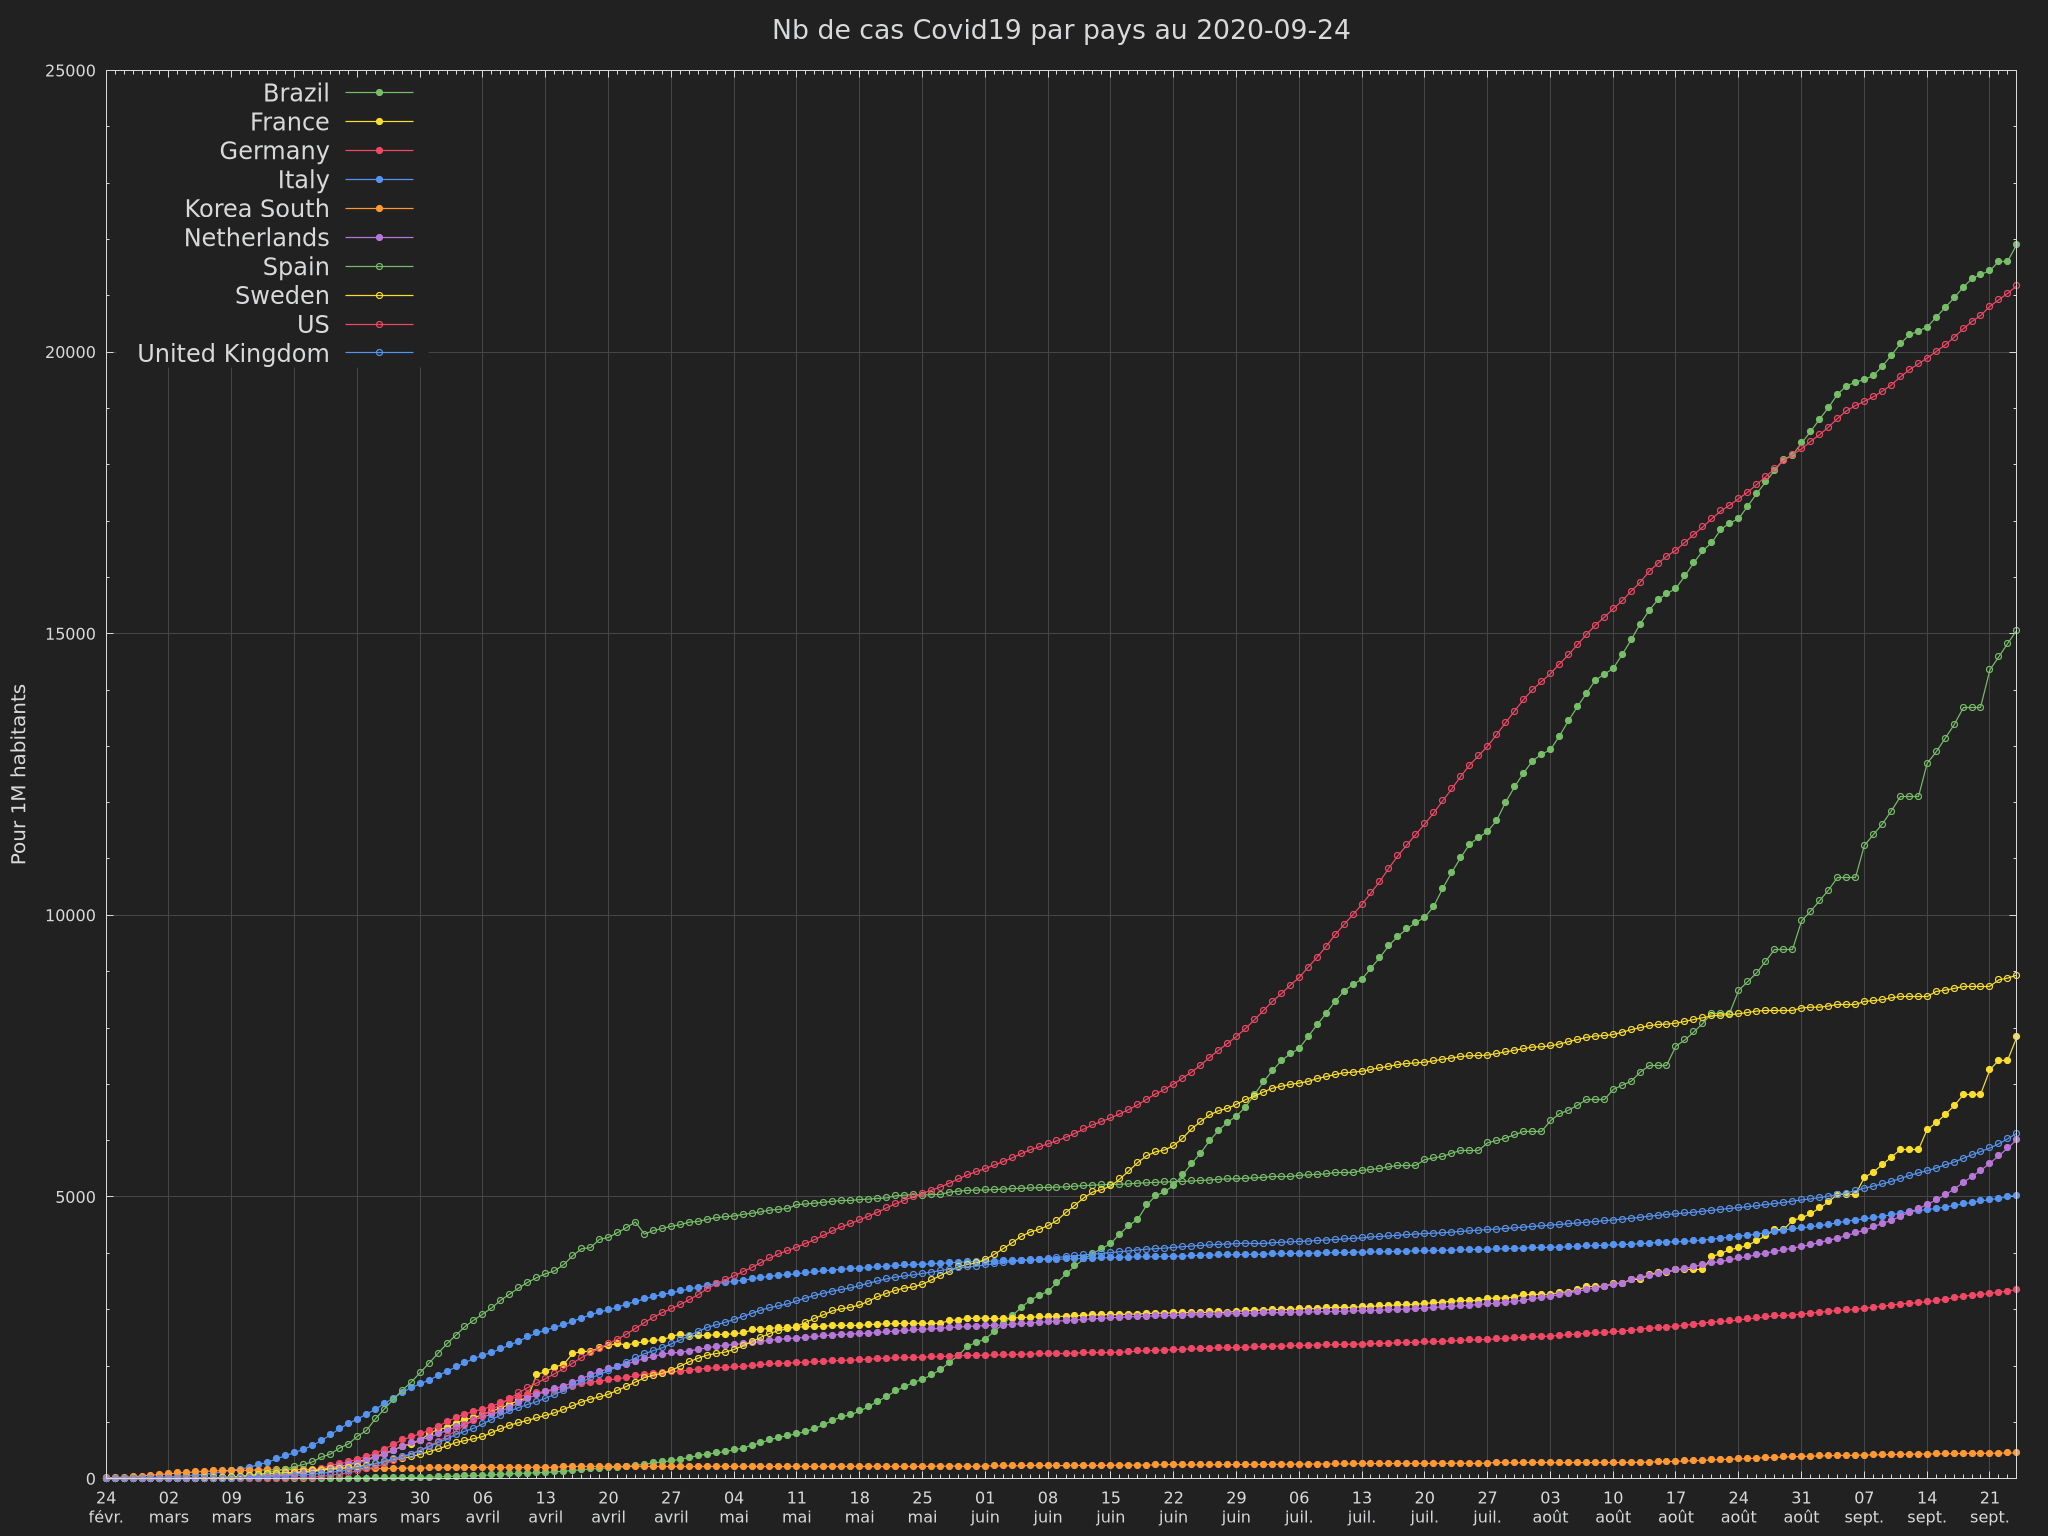 Nb de cas Covid19 par pays au 2020-09-24
25000
Brazil
France
Germany
Italy
Korea South
Netherlands
Spain
Sweden
US
United Kingdom
20000
15000
Pour 1M habitants
10000
5000
0
24 02 09 16 23 30 06 13 20 27 04 11 18 25 01 08 15 22 29 06 13 20 27 03 10 17 24 31 07 14 21
févr. mars mars mars mars mars avril avril avril avril mai mai mai mai juin juin juin juin juin juil. juil. juil. juil. août août août août août sept. sept. sept.